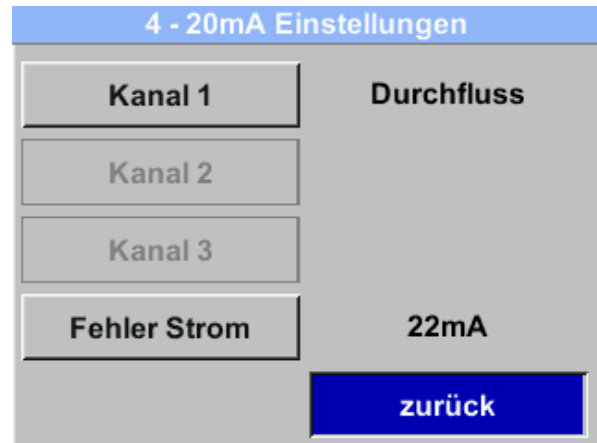 4 - 20mA Einstellungen
Kanal 1 Durchfluss
Kanal 2
Kanal 3
Fehler Strom 22mA
zurück